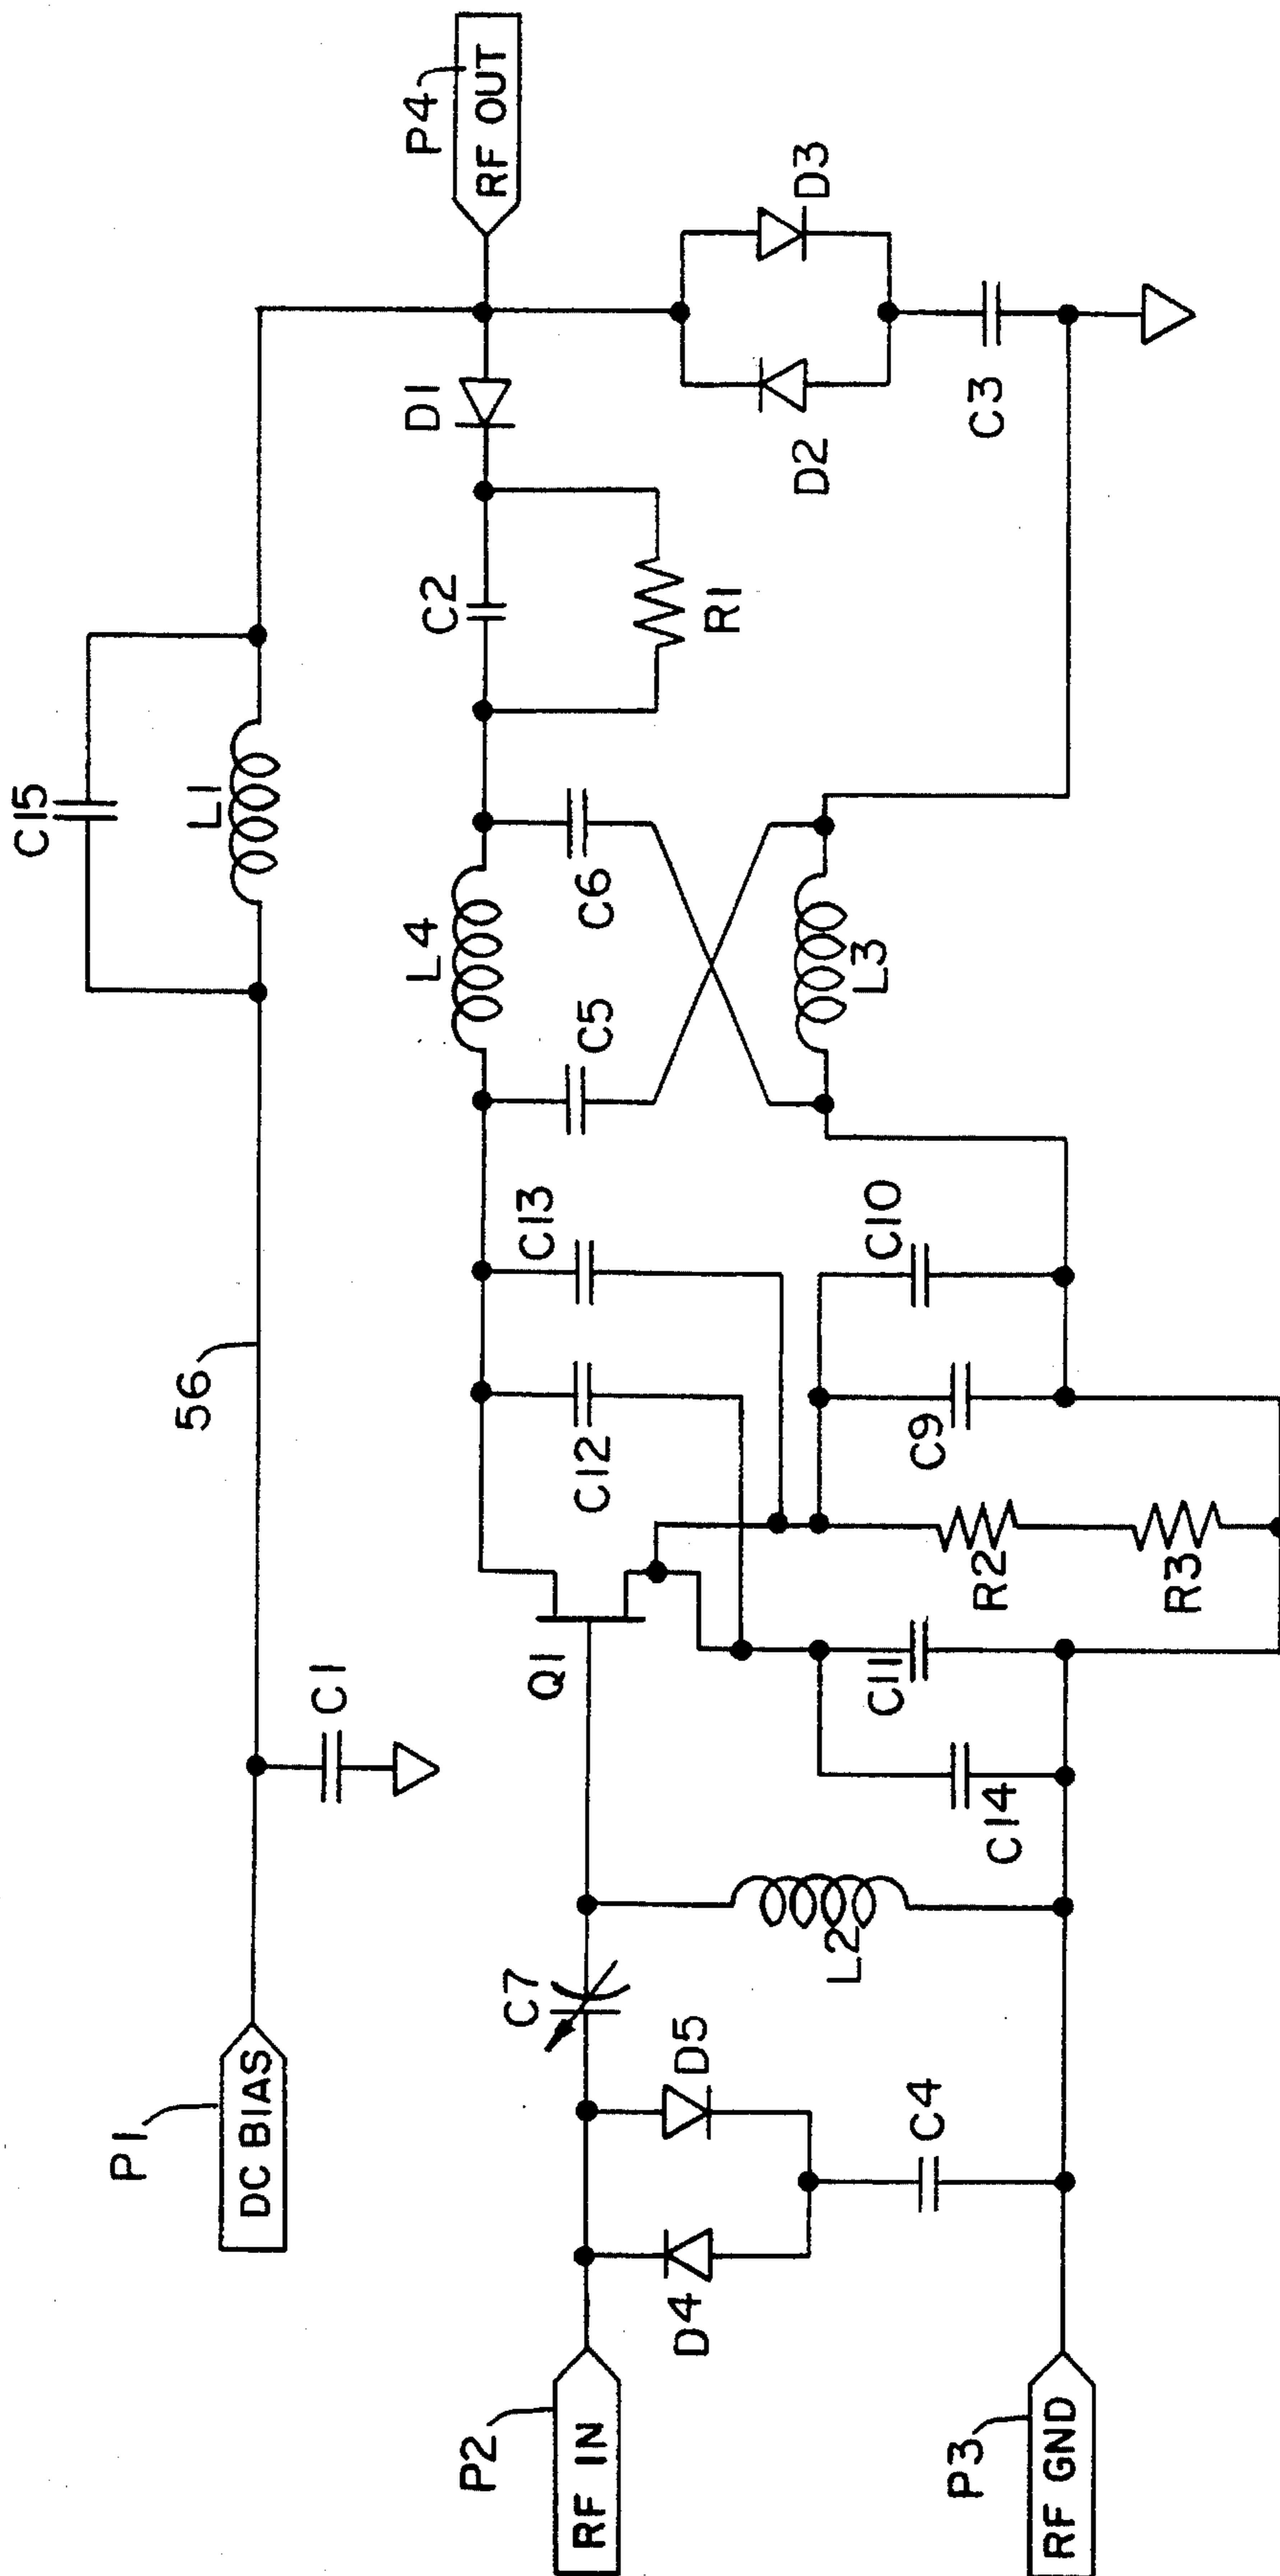 P1
DC BIAS
C1
56
C15
L1
P4
RF OUT
P2
RF IN
D4
D5
C7
C4
L2
Q1
C14
C11
C12
C13
R2
R3
C9
C10
L4
C5
C6
L3
C2
R1
D1
D2
D3
C3
P3
RF GND